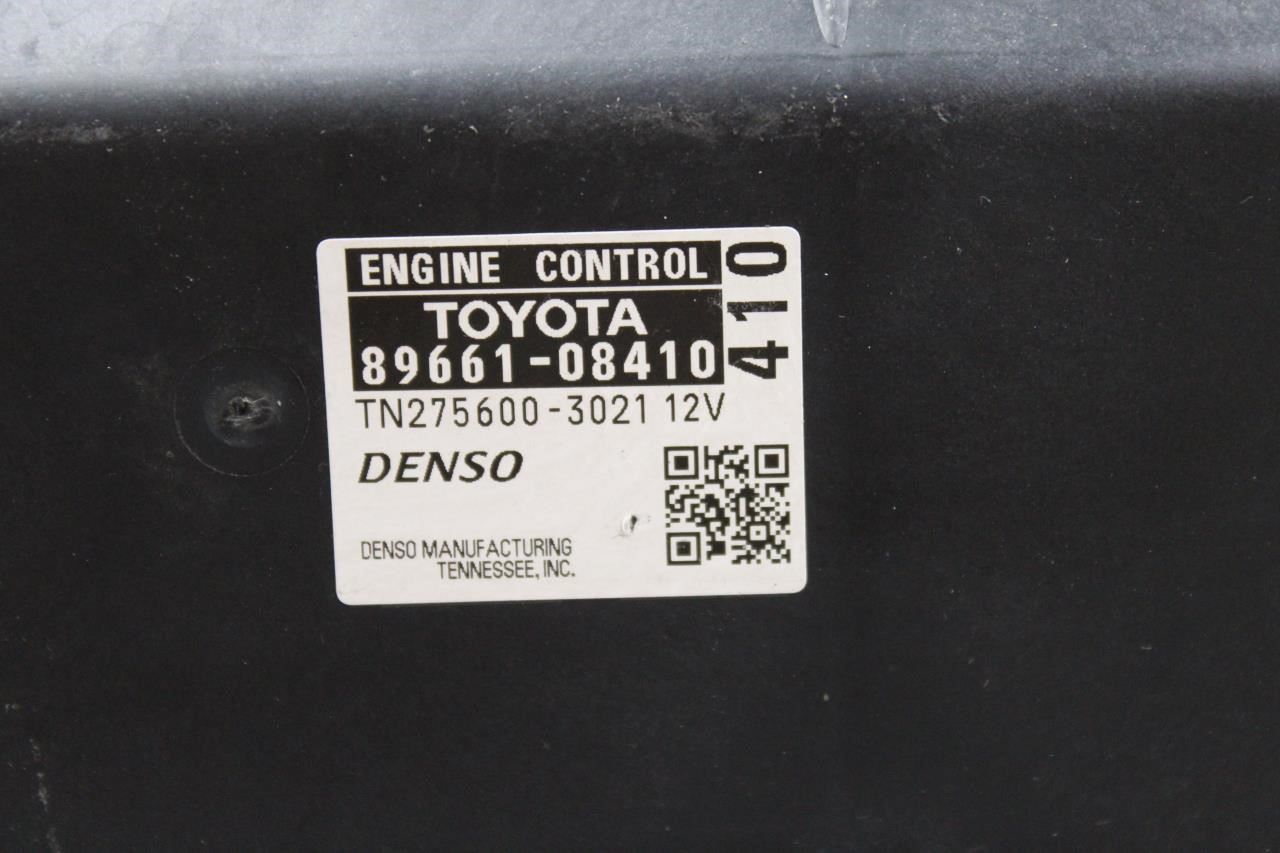 ENGINE CONTROL
TOYOTA
89661-08410
410
TN275600-3021 12V
DENSO
DENSO MANUFACTURING
TENNESSEE, INC.